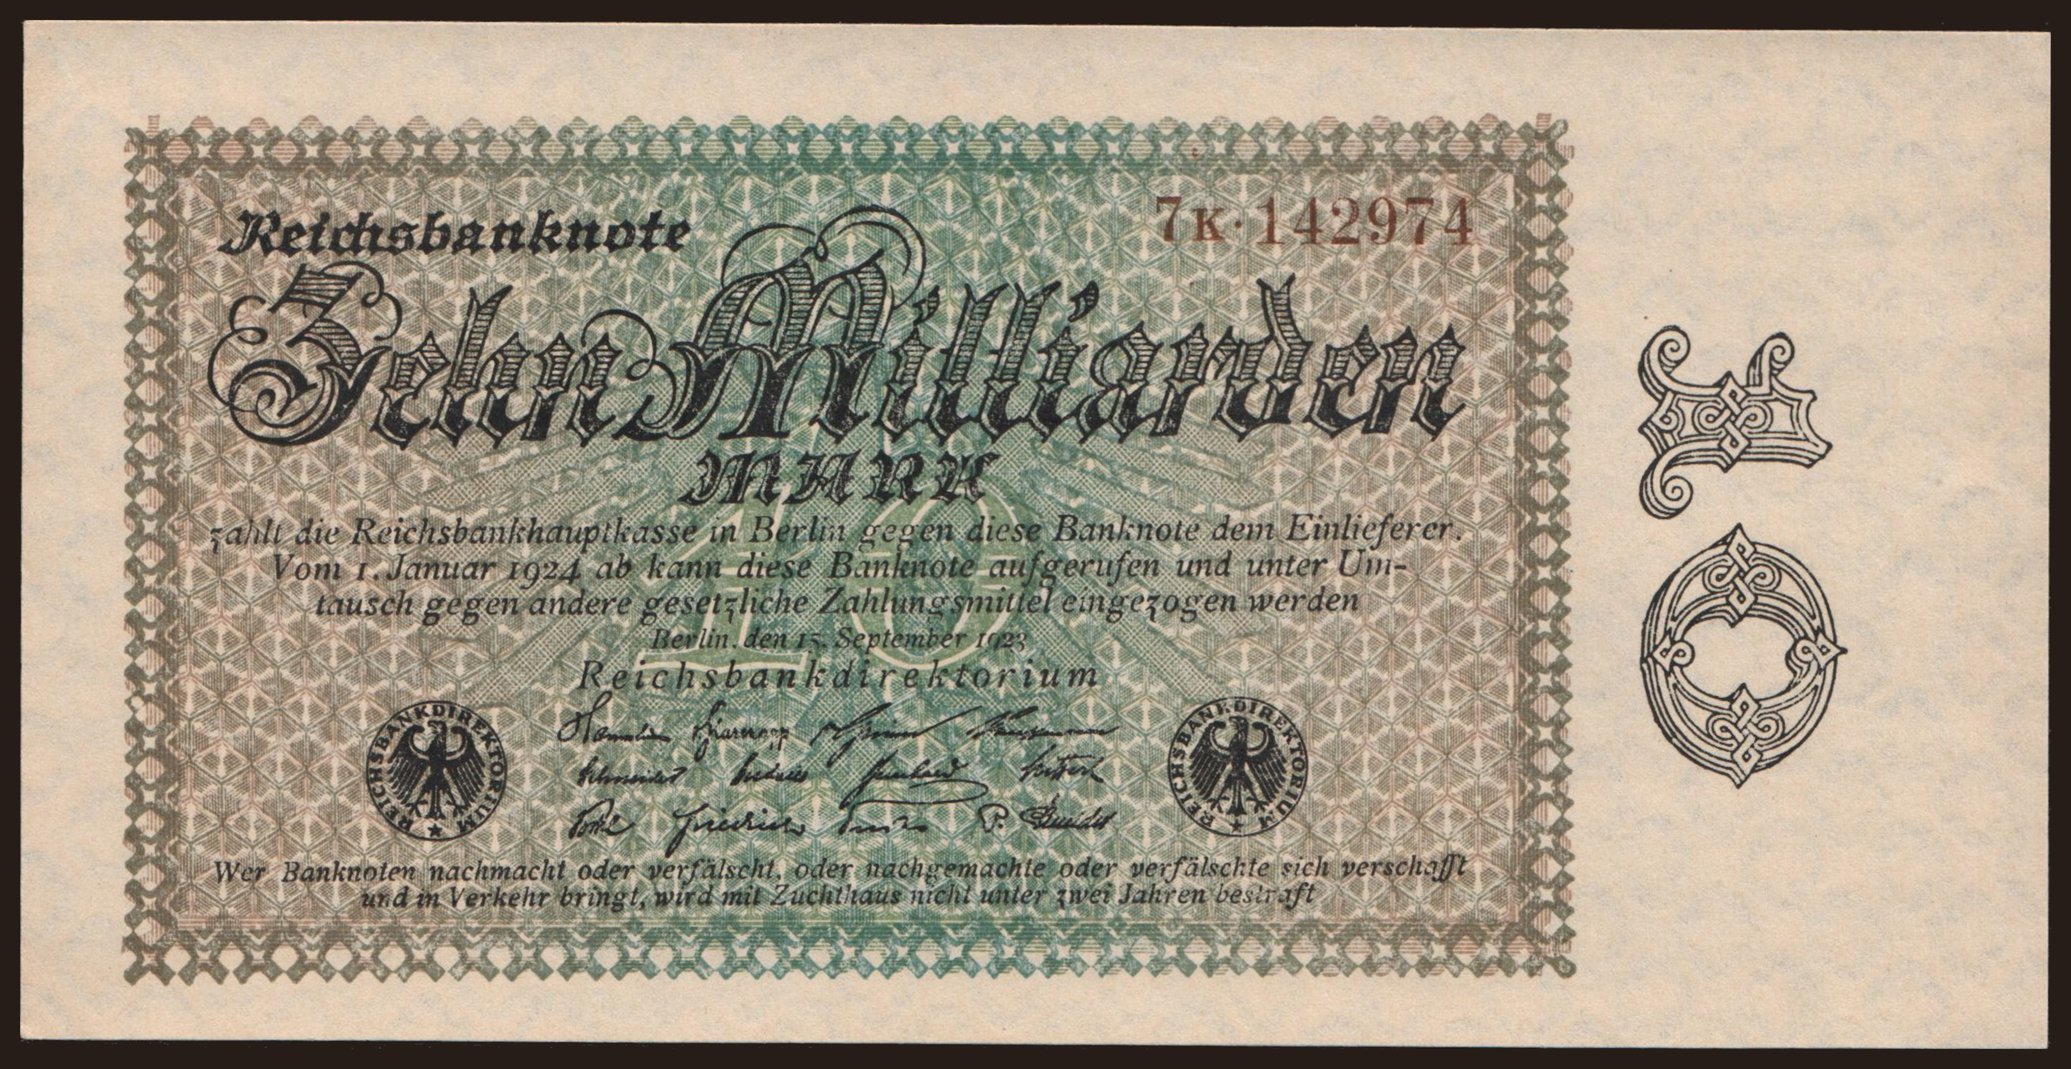 Reichsbanknote
7K·142974
Zehn Milliarden
MARK
zahlt die Reichsbankhauptkasse in Berlin gegen diese Banknote dem Einlieferer.
Vom 1. Januar 1924 ab kann diese Banknote aufgerufen und unter Um-
tausch gegen andere gesetzliche Zahlungsmittel eingezogen werden
Berlin, den 15. September 1923
Reichsbankdirektorium
REICHSBANKDIREKTORIUM
REICHSBANKDIREKTORIUM
Wer Banknoten nachmacht oder verfälscht, oder nachgemachte oder verfälschte sich verschafft
und in Verkehr bringt, wird mit Zuchthaus nicht unter zwei Jahren bestraft
10
10